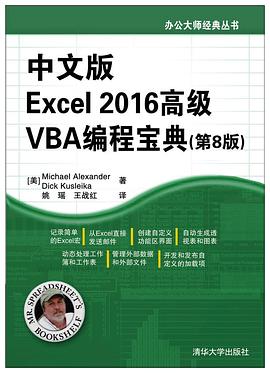 办公大师经典丛书
中文版
Excel 2016高级
VBA编程宝典(第8版)
[美] Michael Alexander 著
Dick Kusleika
姚瑶 王战红 译
记录简单的Excel宏
从Excel直接发送邮件
创建自定义功能区界面
自动生成透视表和图表
动态处理工作簿和工作表
管理外部数据和外部文件
开发和发布自定义的加载项
MR. SPREADSHEET'S
BOOKSHELF
清华大学出版社